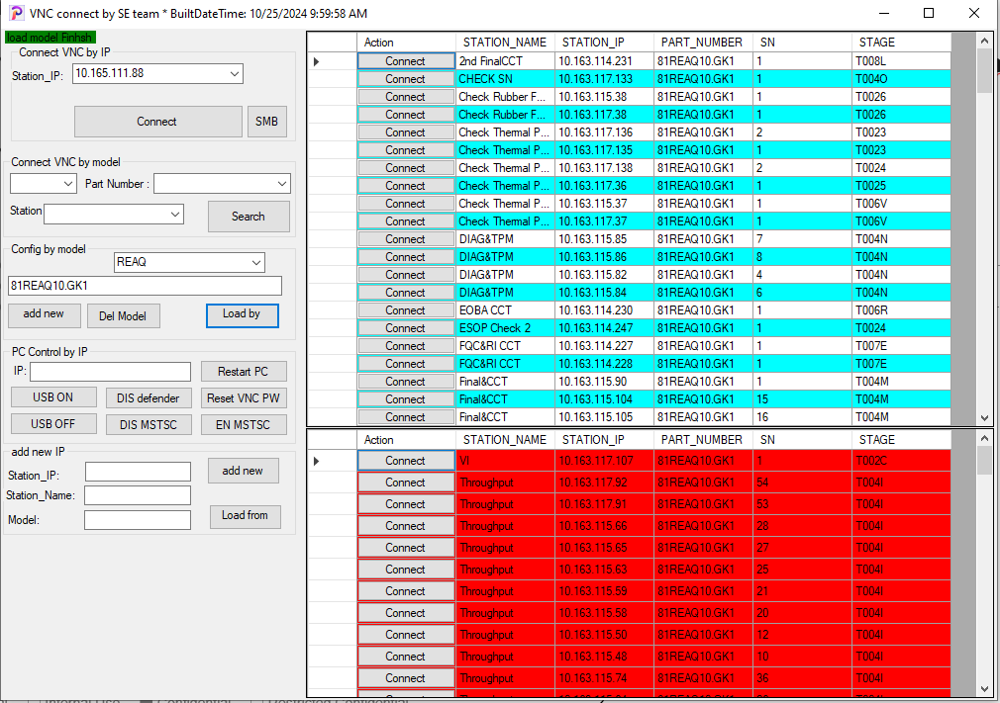 VNC connect by SE team * BuiltDateTime: 10/25/2024 9:59:58 AM
load model Finhsh
Connect VNC by IP
Station_IP: 10.165.111.88
Connect SMB
Connect VNC by model
Part Number :
Station
Search
Config by model
REAQ
81REAQ10.GK1
add new Del Model Load by
PC Control by IP
IP: Restart PC
USB ON DIS defender Reset VNC PW
USB OFF DIS MSTSC EN MSTSC
add new IP
Station_IP: add new
Station_Name:
Model: Load from
Action STATION_NAME STATION_IP PART_NUMBER SN STAGE
Connect 2nd FinalCCT 10.163.114.231 81REAQ10.GK1 1 T008L
Connect CHECK SN 10.163.117.133 81REAQ10.GK1 1 T004O
Connect Check Rubber F... 10.163.115.38 81REAQ10.GK1 1 T0026
Connect Check Rubber F... 10.163.117.38 81REAQ10.GK1 1 T0026
Connect Check Thermal P... 10.163.117.136 81REAQ10.GK1 2 T0023
Connect Check Thermal P... 10.163.117.135 81REAQ10.GK1 1 T0023
Connect Check Thermal P... 10.163.117.138 81REAQ10.GK1 2 T0024
Connect Check Thermal P... 10.163.117.36 81REAQ10.GK1 1 T0025
Connect Check Thermal P... 10.163.115.37 81REAQ10.GK1 1 T006V
Connect Check Thermal P... 10.163.117.37 81REAQ10.GK1 1 T006V
Connect DIAG&TPM 10.163.115.85 81REAQ10.GK1 7 T004N
Connect DIAG&TPM 10.163.115.86 81REAQ10.GK1 8 T004N
Connect DIAG&TPM 10.163.115.82 81REAQ10.GK1 4 T004N
Connect DIAG&TPM 10.163.115.84 81REAQ10.GK1 6 T004N
Connect EOBA CCT 10.163.114.230 81REAQ10.GK1 1 T006R
Connect ESOP Check 2 10.163.114.247 81REAQ10.GK1 1 T0024
Connect FQC&RI CCT 10.163.114.227 81REAQ10.GK1 1 T007E
Connect FQC&RI CCT 10.163.114.228 81REAQ10.GK1 1 T007E
Connect Final&CCT 10.163.115.90 81REAQ10.GK1 1 T004M
Connect Final&CCT 10.163.115.104 81REAQ10.GK1 15 T004M
Connect Final&CCT 10.163.115.105 81REAQ10.GK1 16 T004M
Action STATION_NAME STATION_IP PART_NUMBER SN STAGE
Connect VI 10.163.117.107 81REAQ10.GK1 1 T002C
Connect Throughput 10.163.117.92 81REAQ10.GK1 54 T004I
Connect Throughput 10.163.117.91 81REAQ10.GK1 53 T004I
Connect Throughput 10.163.115.66 81REAQ10.GK1 28 T004I
Connect Throughput 10.163.115.65 81REAQ10.GK1 27 T004I
Connect Throughput 10.163.115.63 81REAQ10.GK1 25 T004I
Connect Throughput 10.163.115.59 81REAQ10.GK1 21 T004I
Connect Throughput 10.163.115.58 81REAQ10.GK1 20 T004I
Connect Throughput 10.163.115.50 81REAQ10.GK1 12 T004I
Connect Throughput 10.163.115.48 81REAQ10.GK1 10 T004I
Connect Throughput 10.163.115.74 81REAQ10.GK1 36 T004I